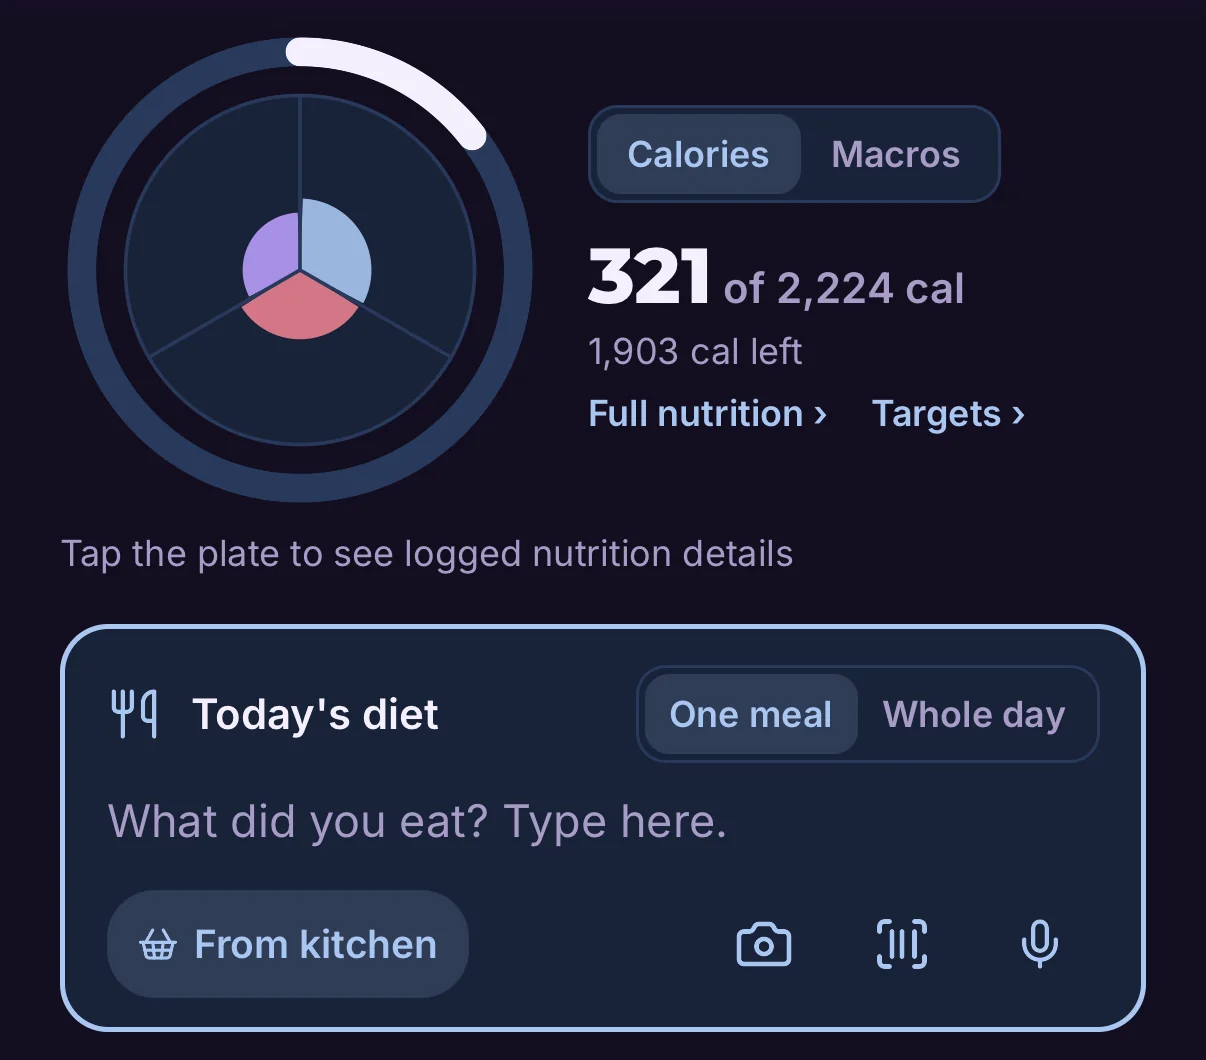 Calories Macros
321 of 2,224 cal
1,903 cal left
Full nutrition › Targets ›
Tap the plate to see logged nutrition details
Today's diet One meal Whole day
What did you eat? Type here.
From kitchen